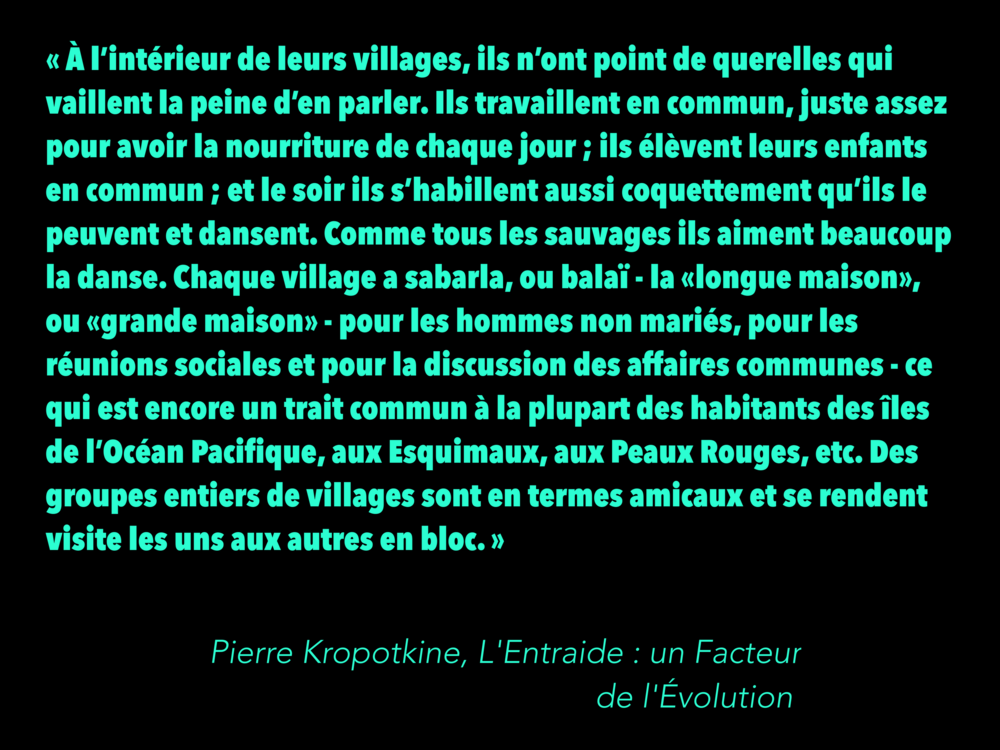 « À l’intérieur de leurs villages, ils n’ont point de querelles qui
vaillent la peine d’en parler. Ils travaillent en commun, juste assez
pour avoir la nourriture de chaque jour ; ils élèvent leurs enfants
en commun ; et le soir ils s’habillent aussi coquettement qu’ils le
peuvent et dansent. Comme tous les sauvages ils aiment beaucoup
la danse. Chaque village a sabarla, ou balaï - la «longue maison»,
ou «grande maison» - pour les hommes non mariés, pour les
réunions sociales et pour la discussion des affaires communes - ce
qui est encore un trait commun à la plupart des habitants des îles
de l’Océan Pacifique, aux Esquimaux, aux Peaux Rouges, etc. Des
groupes entiers de villages sont en termes amicaux et se rendent
visite les uns aux autres en bloc. »
Pierre Kropotkine, L'Entraide : un Facteur
de l'Évolution